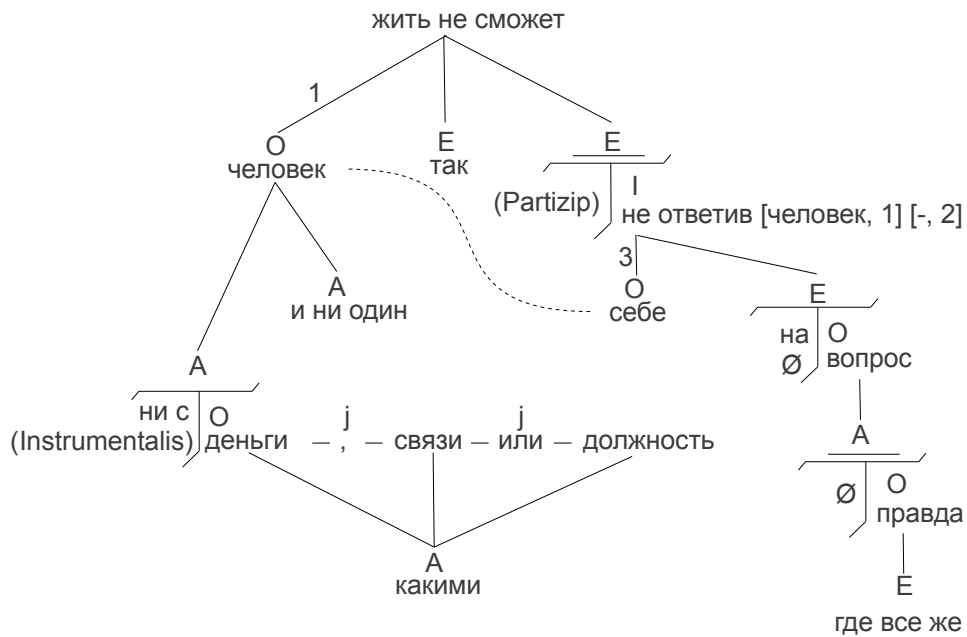 жить не сможет
1
О Е Е
человек так
(Partizip) I
не ответив [человек, 1] [-, 2]
3
А О Е
и ни один себе
на О
Ø вопрос
А
ни с О j j А
(Instrumentalis) деньги – , – связи – или – должность
Ø О
правда
А Е
какими
где все же